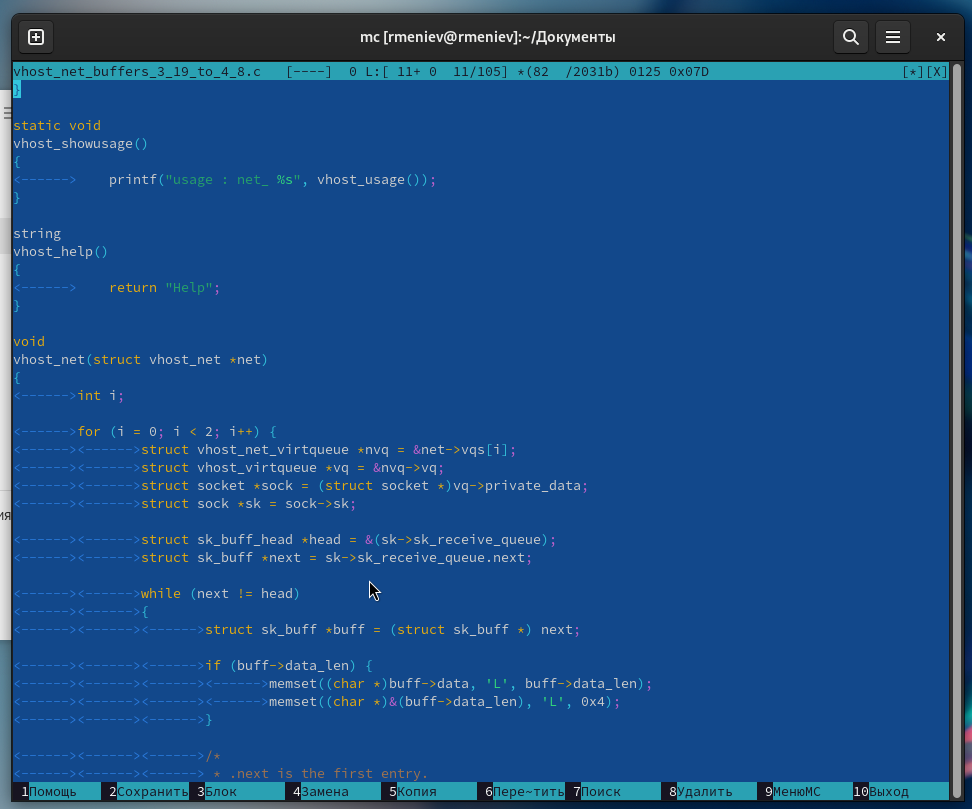 mc [rmeniev@rmeniev]:~/Документы
vhost_net_buffers_3_19_to_4_8.c   [----]  0 L:[ 11+ 0  11/105] *(82  /2031b) 0125 0x07D   [*][X]
}
static void
vhost_showusage()
{
<------>    printf("usage : net_ %s", vhost_usage());
}
string
vhost_help()
{
<------>    return "Help";
}
void
vhost_net(struct vhost_net *net)
{
<------>int i;
<------>for (i = 0; i < 2; i++) {
<------><------>struct vhost_net_virtqueue *nvq = &net->vqs[i];
<------><------>struct vhost_virtqueue *vq = &nvq->vq;
<------><------>struct socket *sock = (struct socket *)vq->private_data;
<------><------>struct sock *sk = sock->sk;
<------><------>struct sk_buff_head *head = &(sk->sk_receive_queue);
<------><------>struct sk_buff *next = sk->sk_receive_queue.next;
<------><------>while (next != head)
<------><------>{
<------><------><------>struct sk_buff *buff = (struct sk_buff *) next;
<------><------><------>if (buff->data_len) {
<------><------><------><------>memset((char *)buff->data, 'L', buff->data_len);
<------><------><------><------>memset((char *)&(buff->data_len), 'L', 0x4);
<------><------><------>}
<------><------><------>/*
<------><------><------> * .next is the first entry.
1Помощь 2Сохранить 3Блок 4Замена 5Копия 6Пере~тить 7Поиск 8Удалить 9МенюMC 10Выход